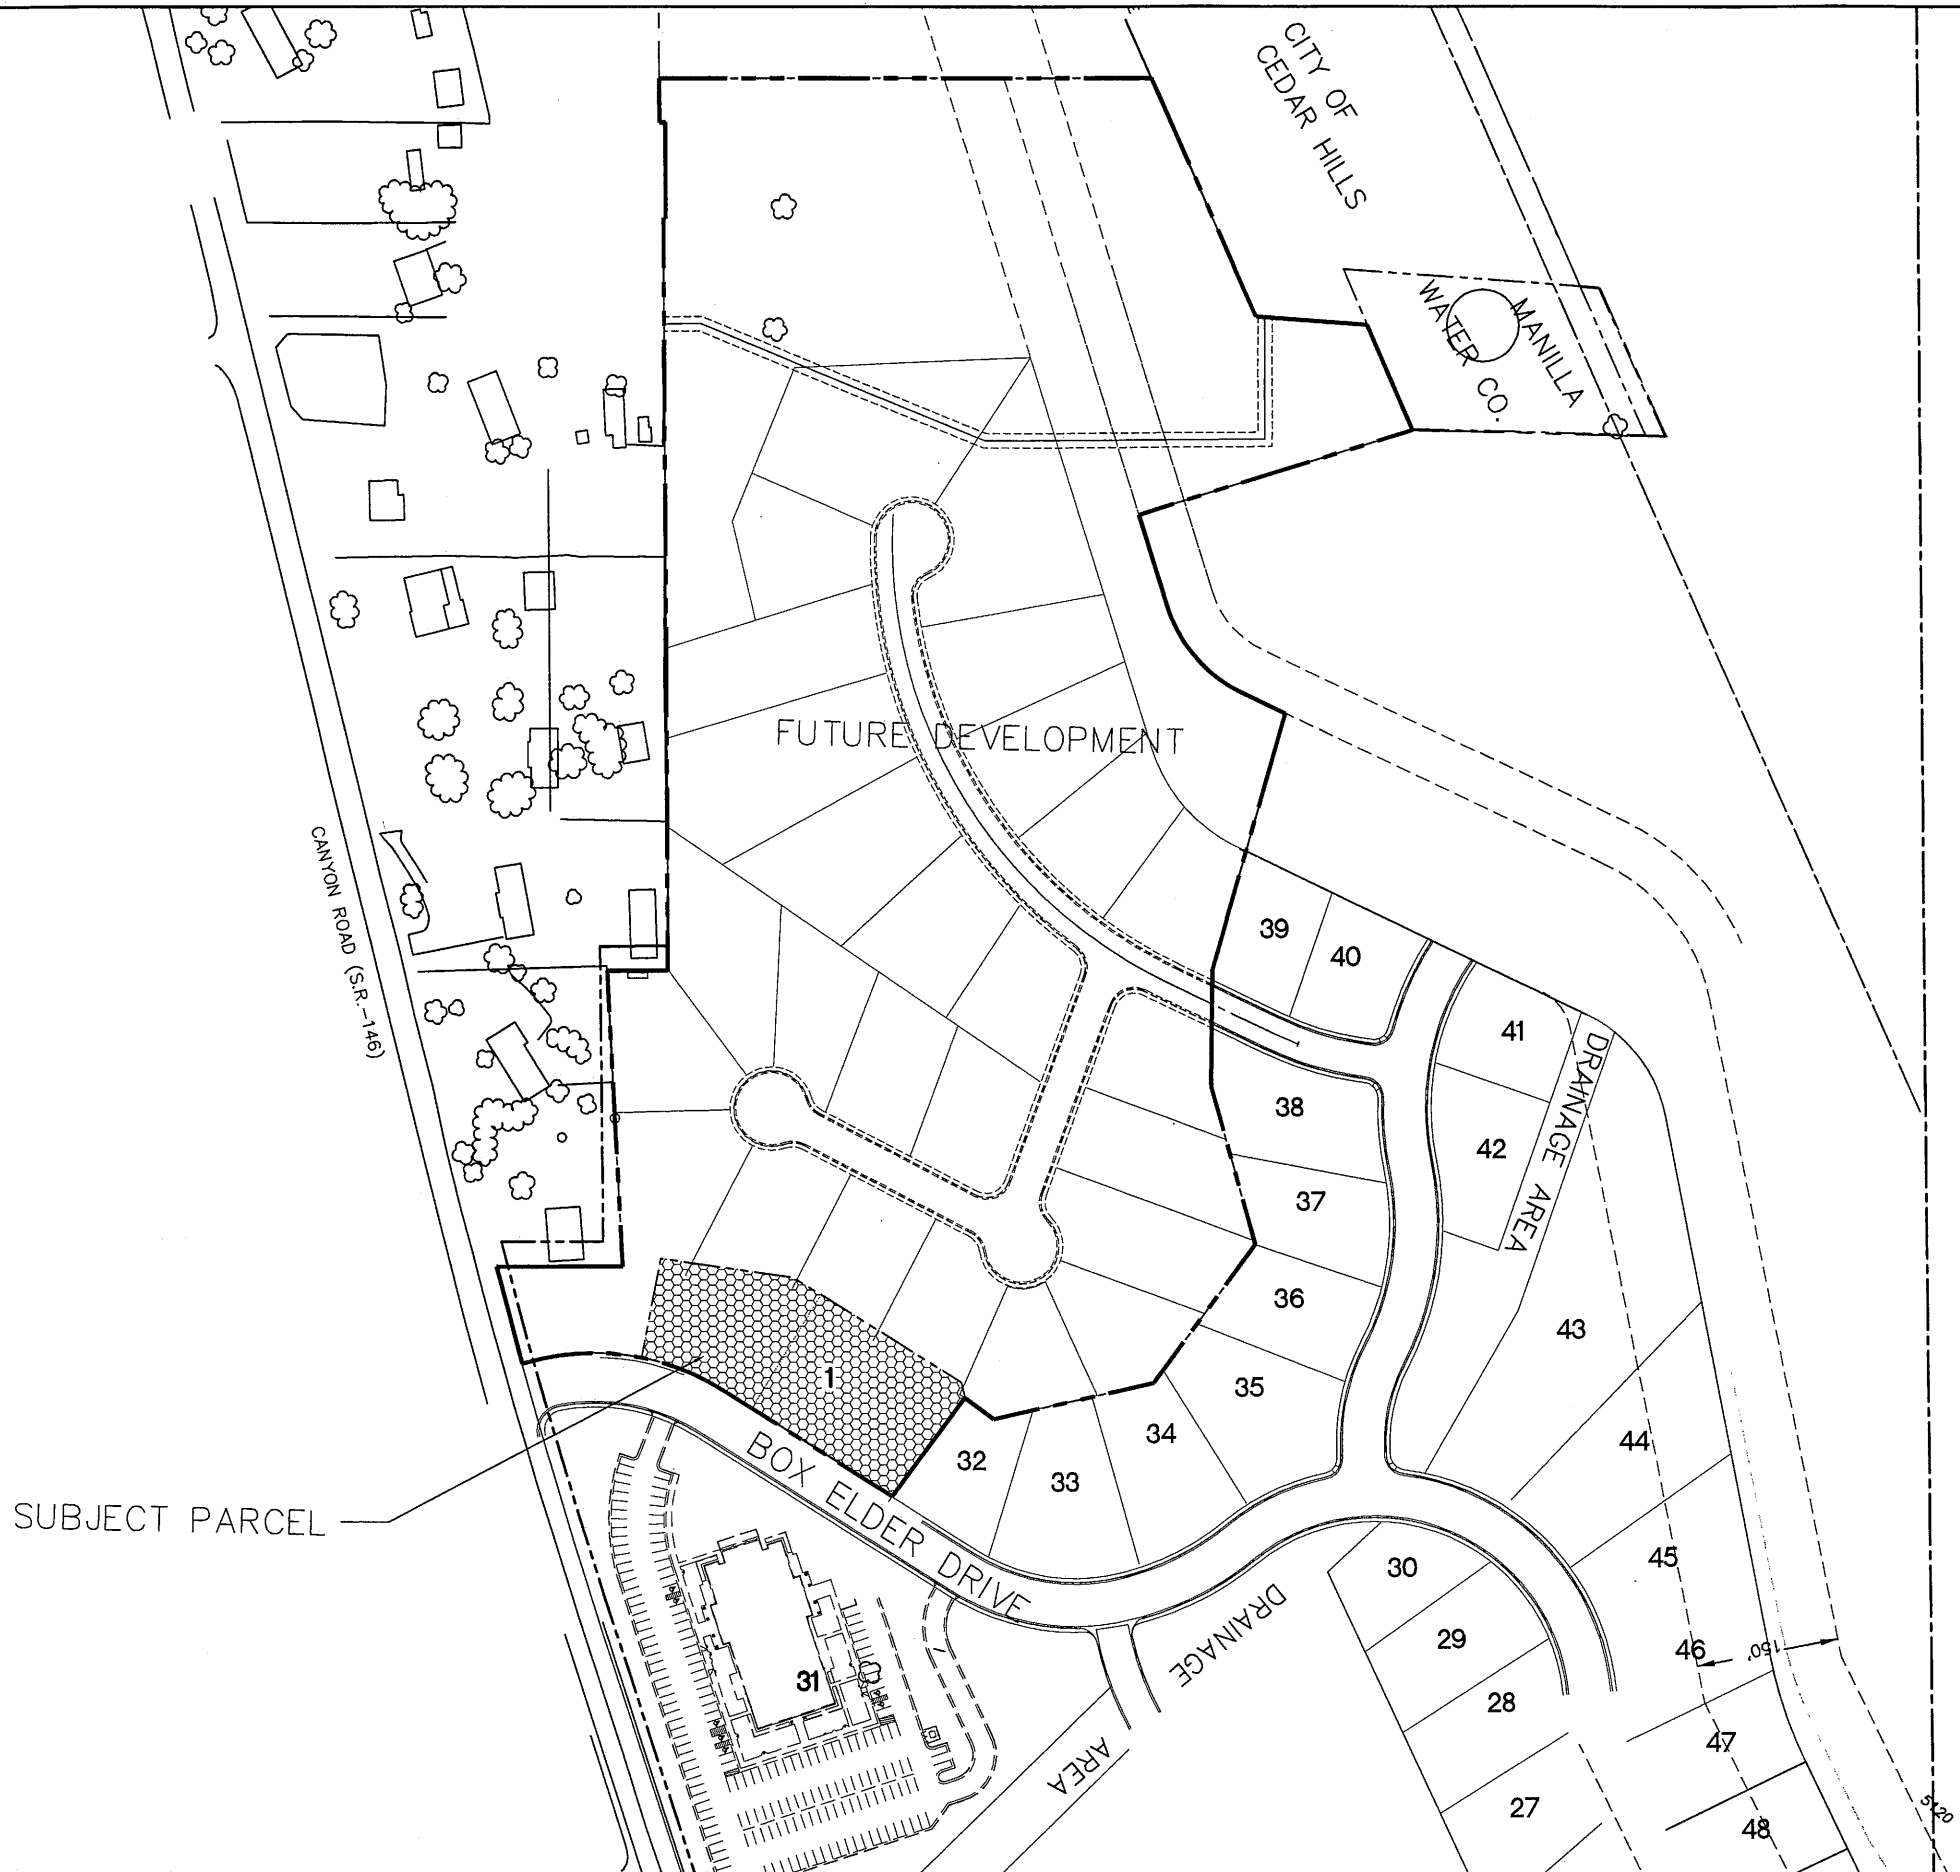 CITY OF
CEDAR HILLS
MANILLA
WATER CO.
FUTURE DEVELOPMENT
CANYON ROAD (S.R.-146)
39
40
41
DRAINAGE AREA
38
42
37
36
43
1
35
34
44
32
33
BOX ELDER DRIVE
SUBJECT PARCEL
45
30
DRAINAGE
AREA
29
46
150'
31
28
47
27
48
5120